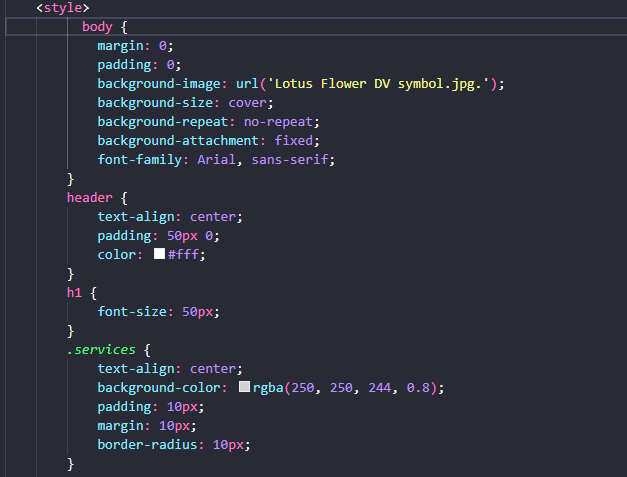 <style>
body {
margin: 0;
padding: 0;
background-image: url('Lotus Flower DV symbol.jpg.');
background-size: cover;
background-repeat: no-repeat;
background-attachment: fixed;
font-family: Arial, sans-serif;
}
header {
text-align: center;
padding: 50px 0;
color: #fff;
}
h1 {
font-size: 50px;
}
.services {
text-align: center;
background-color: rgba(250, 250, 244, 0.8);
padding: 10px;
margin: 10px;
border-radius: 10px;
}